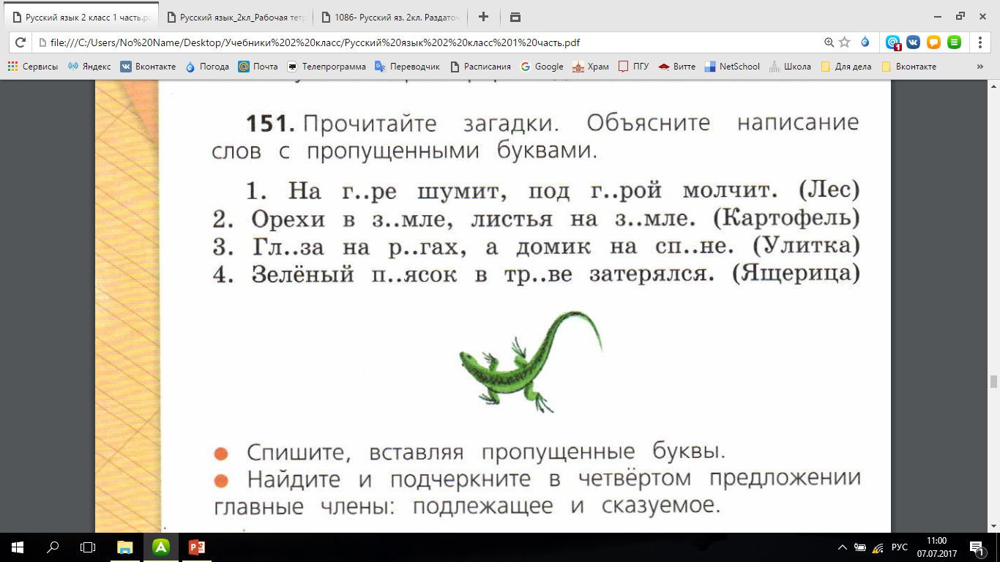 Русский язык 2 класс 1 часть.pd
Русский язык_2кл_Рабочая тетр
1086- Русский яз. 2кл. Раздаточ
file:///C:/Users/No%20Name/Desktop/Учебники%202%20класс/Русский%20язык%202%20класс%201%20часть.pdf
1
Сервисы Яндекс Вконтакте Погода Почта Телепрограмма Переводчик Расписания Google Храм ПГУ Витте NetSchool Школа Для дела Вконтакте »
151. Прочитайте загадки. Объясните написание
слов с пропущенными буквами.
1. На г..ре шумит, под г..рой молчит. (Лес)
2. Орехи в з..мле, листья на з..мле. (Картофель)
3. Гл..за на р..гах, а домик на сп..не. (Улитка)
4. Зелёный п..ясок в тр..ве затерялся. (Ящерица)
● Спишите, вставляя пропущенные буквы.
● Найдите и подчеркните в четвёртом предложении
главные члены: подлежащее и сказуемое.
РУС
11:00
07.07.2017
1